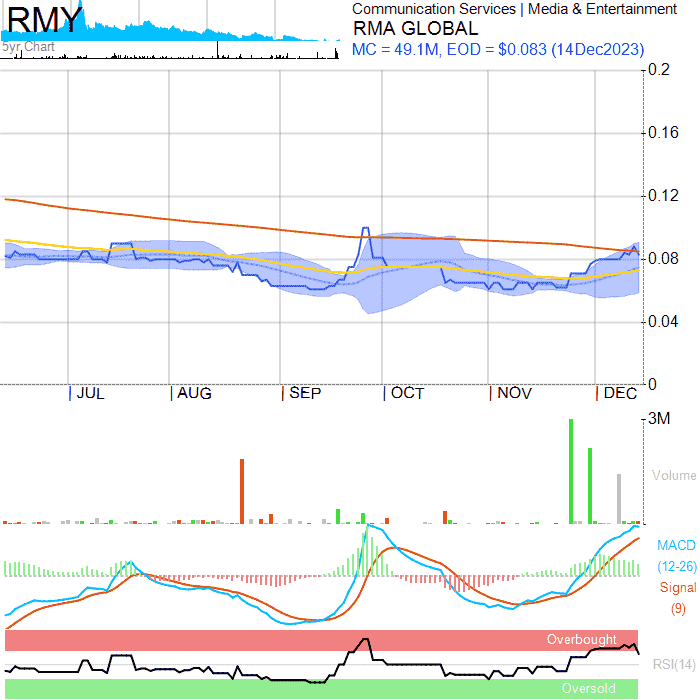 RMY
Communication Services | Media & Entertainment
RMA GLOBAL
5yr Chart
MC = 49.1M, EOD = $0.083 (14Dec2023)
0.2
0.16
0.12
0.08
0.04
0
JUL AUG SEP OCT NOV DEC
3M
Volume
MACD
(12-26)
Signal
(9)
Overbought
RSI(14)
Oversold